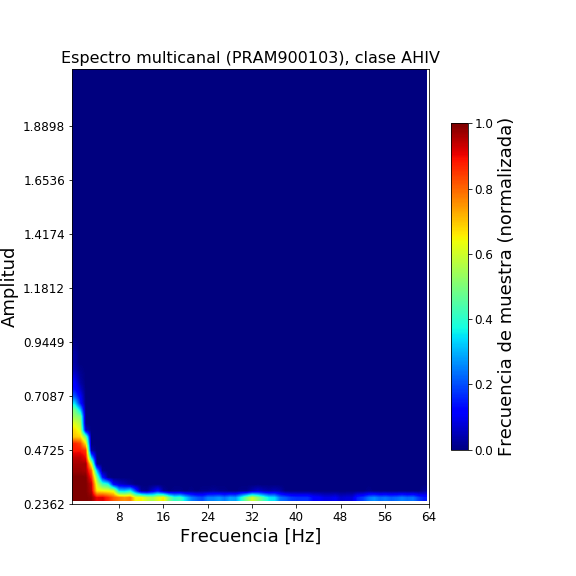 Espectro multicanal (PRAM900103), clase AHIV
Amplitud
1.8898
1.6536
1.4174
1.1812
0.9449
0.7087
0.4725
0.2362
8 16 24 32 40 48 56 64
Frecuencia [Hz]
1.0
0.8
0.6
0.4
0.2
0.0
Frecuencia de muestra (normalizada)